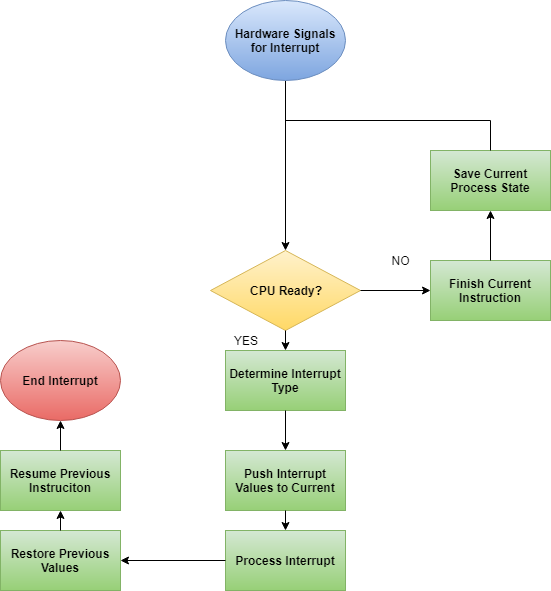 Hardware Signals
for Interrupt
Save Current
Process State
NO
CPU Ready?
Finish Current
Instruction
YES
Determine Interrupt
Type
End Interrupt
Push Interrupt
Values to Current
Resume Previous
Instruciton
Process Interrupt
Restore Previous
Values